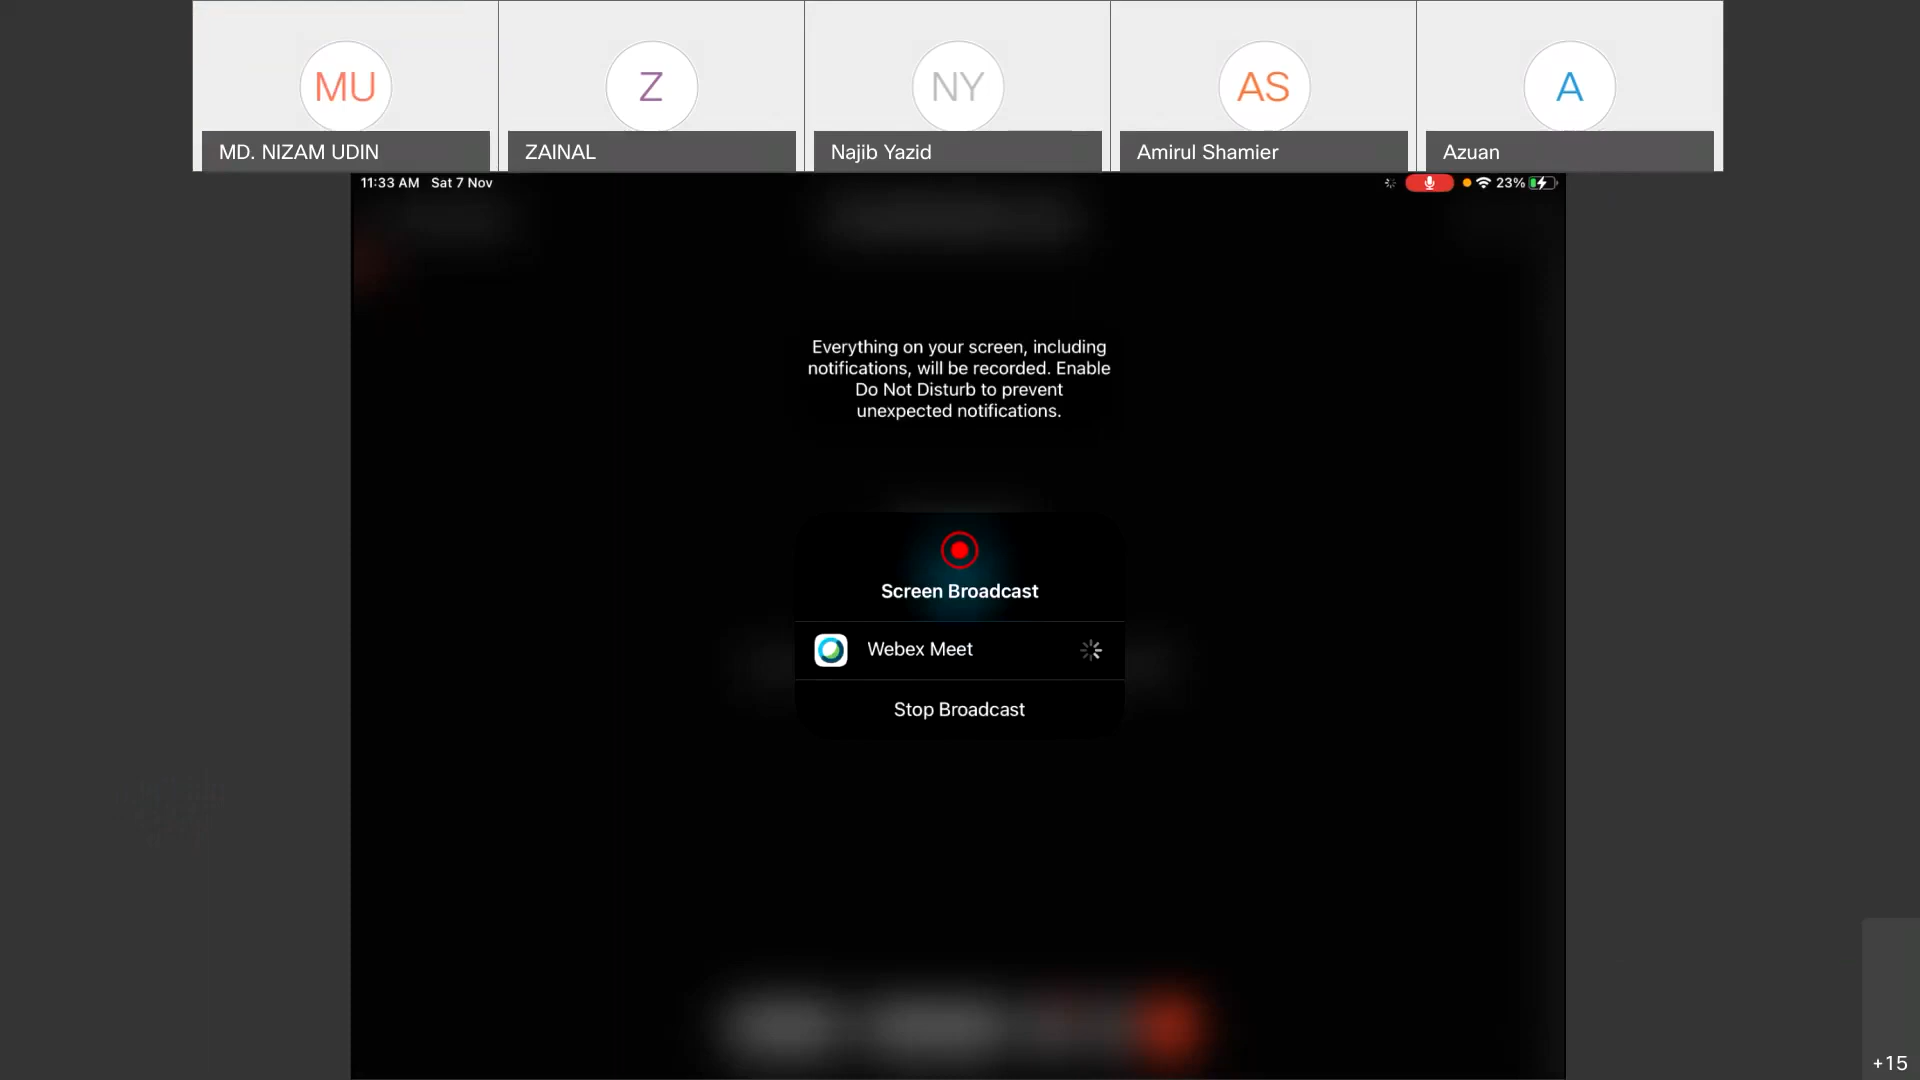 MU
Z
NY
AS
A
MD. NIZAM UDIN
ZAINAL
Najib Yazid
Amirul Shamier
Azuan
11:33 AM Sat 7 Nov
23%
Everything on your screen, including
notifications, will be recorded. Enable
Do Not Disturb to prevent
unexpected notifications.
Screen Broadcast
Webex Meet
Stop Broadcast
+15